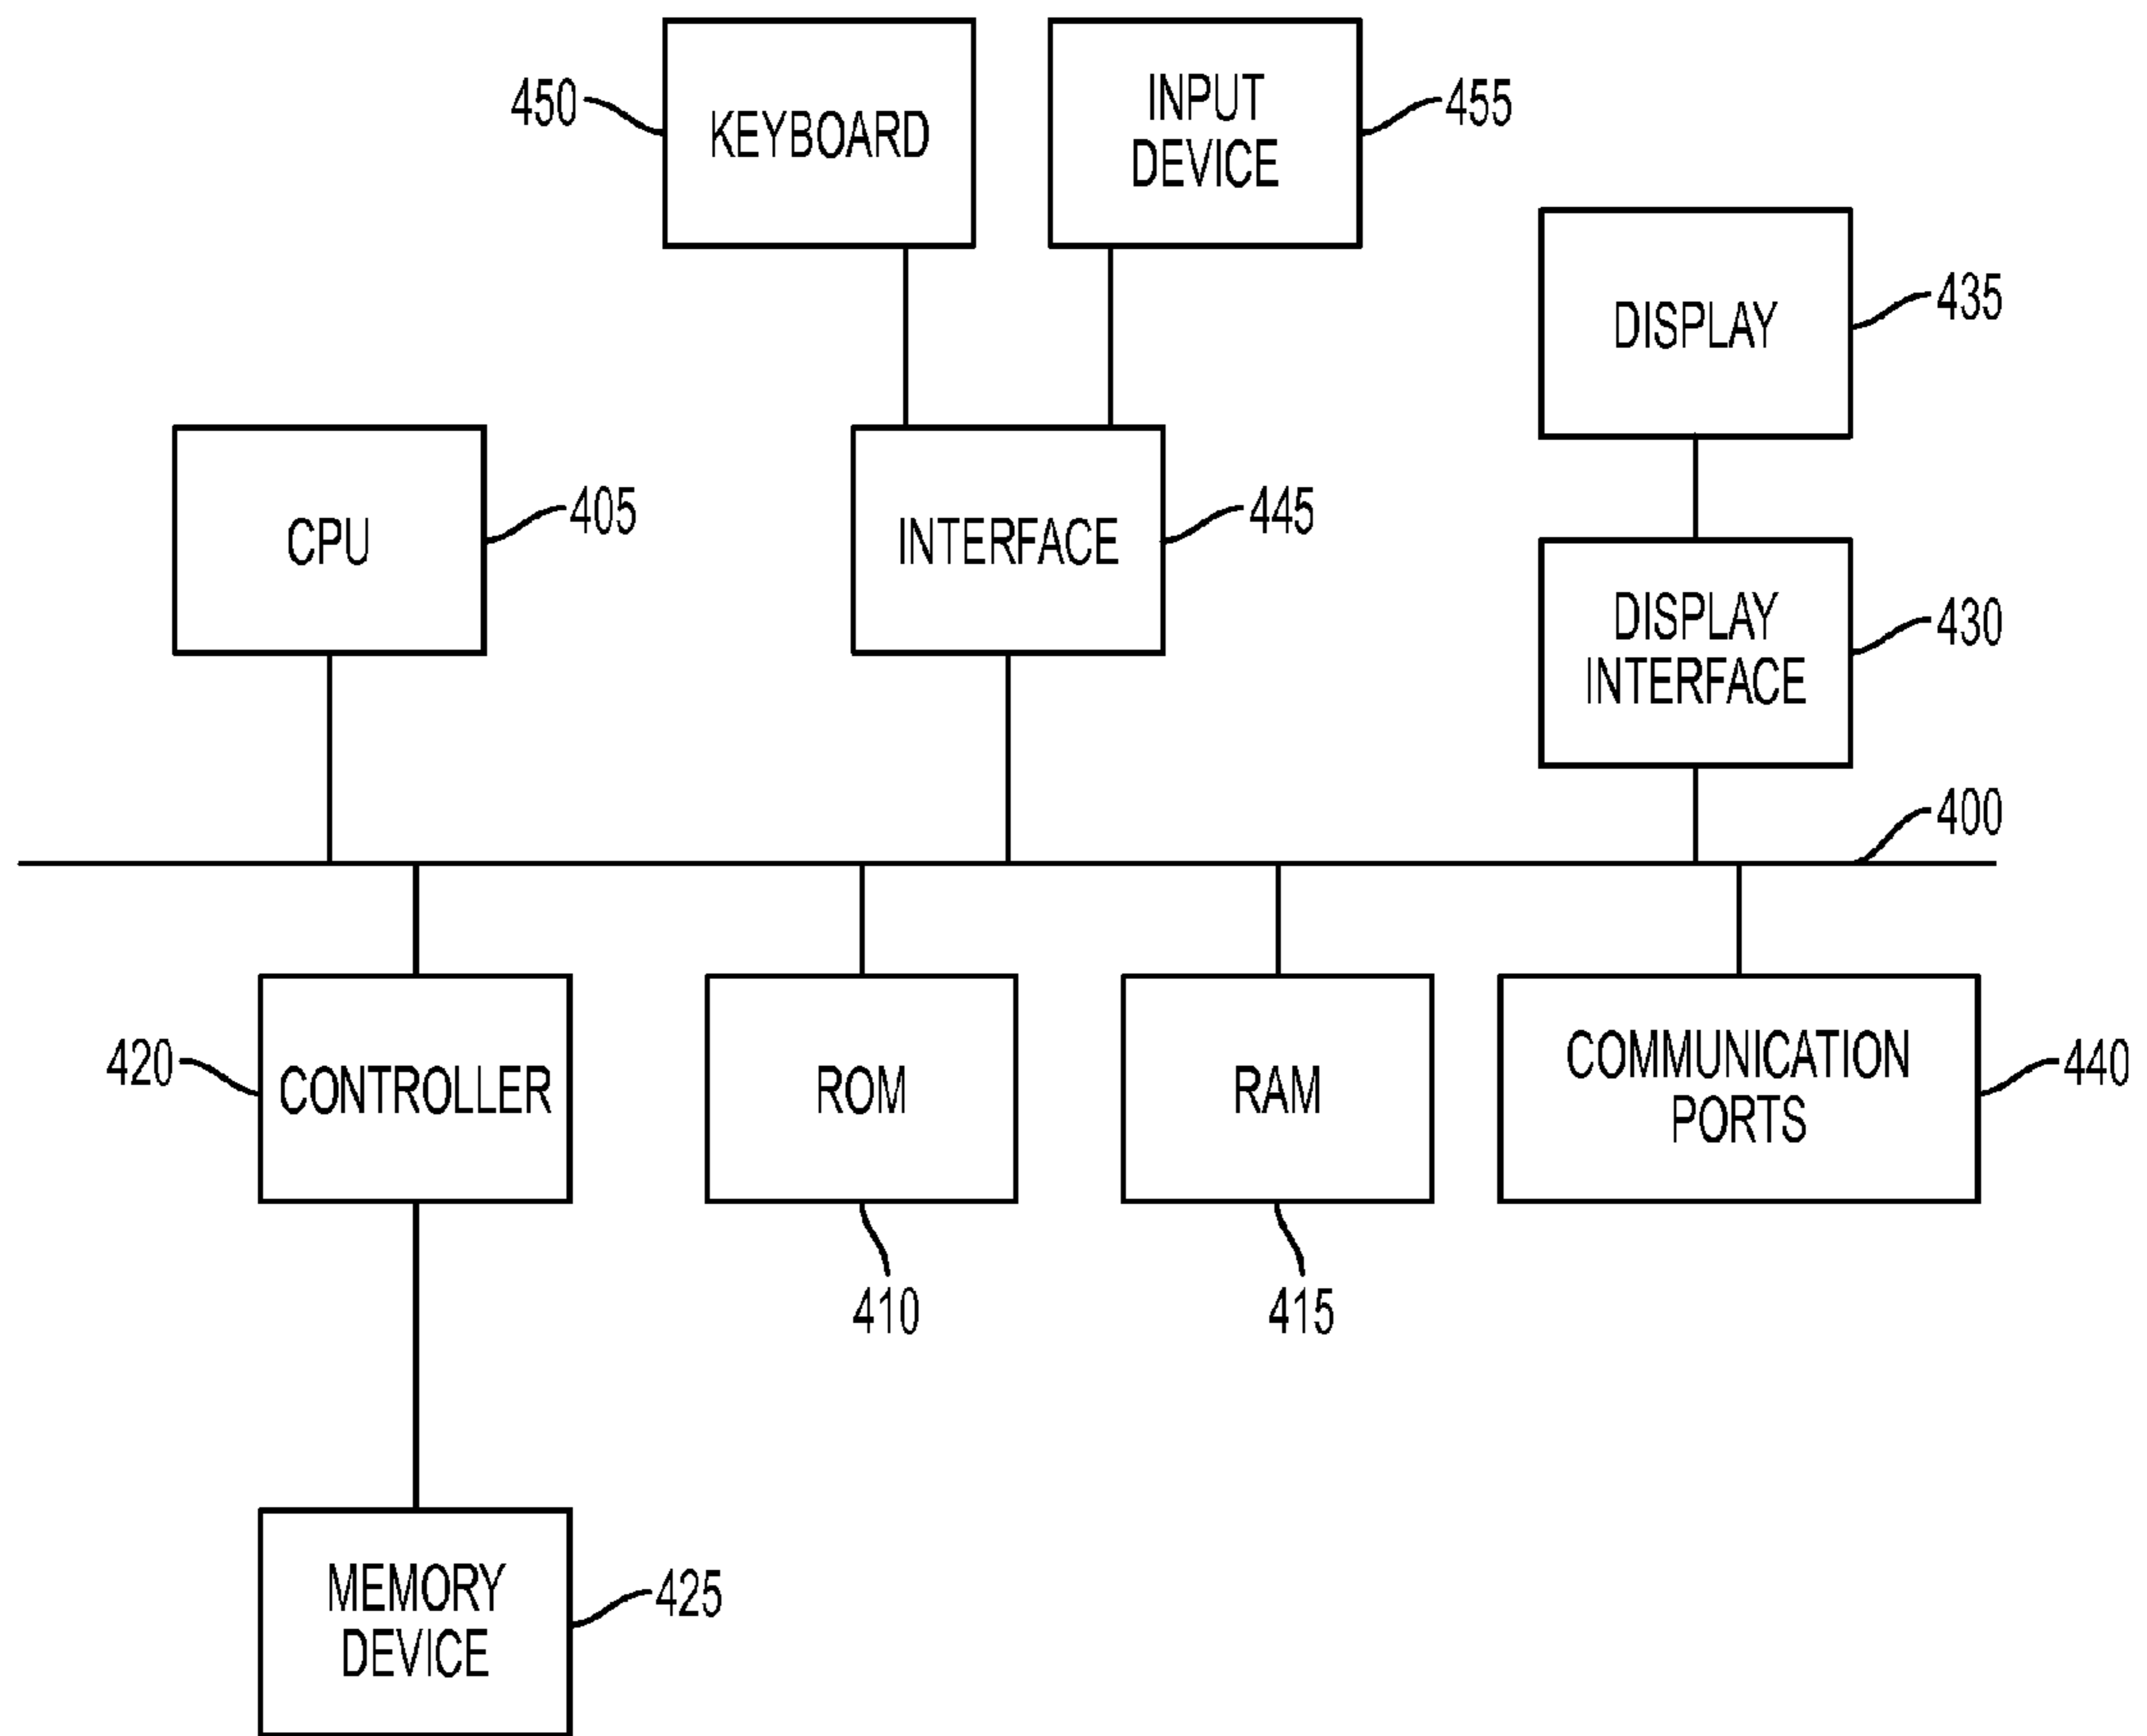 450
KEYBOARD
INPUT
DEVICE
455
DISPLAY
435
CPU
405
INTERFACE
445
DISPLAY
INTERFACE
430
400
420
CONTROLLER
ROM
RAM
COMMUNICATION
PORTS
440
410
415
MEMORY
DEVICE
425